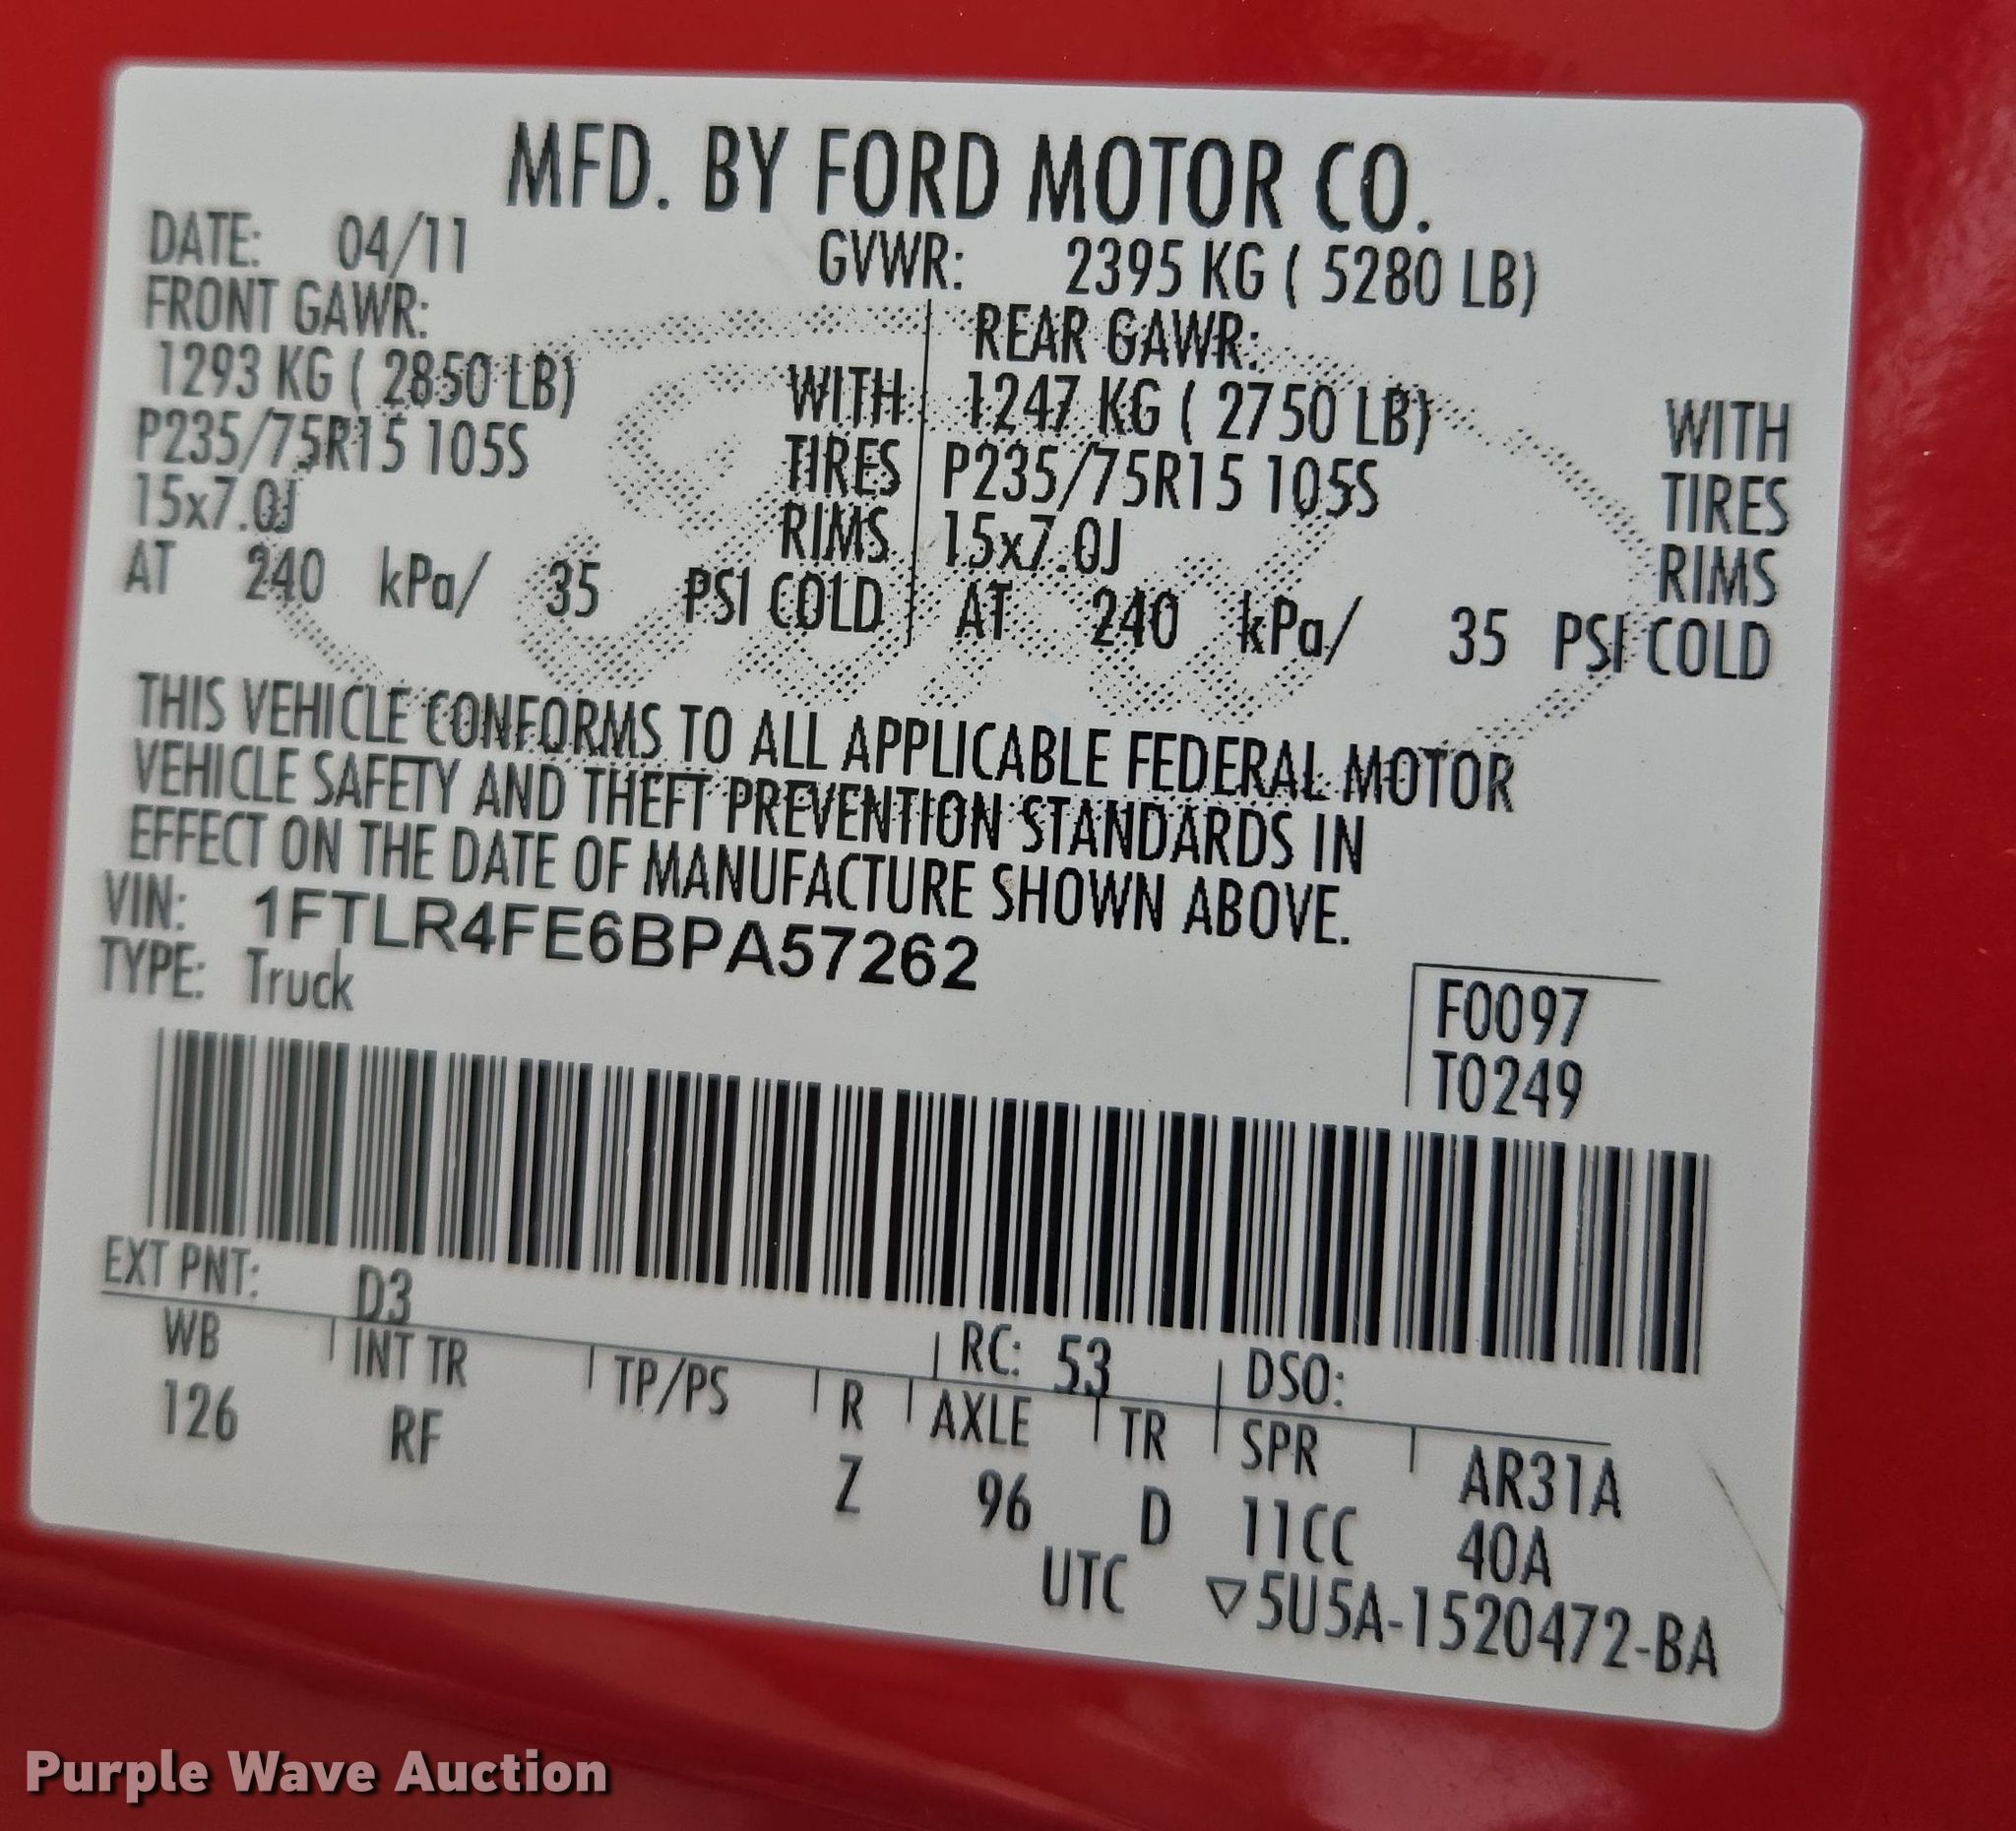 MFD. BY FORD MOTOR CO.
DATE: 04/11 GVWR: 2395 KG ( 5280 LB)
FRONT GAWR: REAR GAWR:
1293 KG ( 2850 LB) WITH 1247 KG ( 2750 LB) WITH
P235/75R15 105S TIRES P235/75R15 105S TIRES
15x7.0J RIMS 15x7.0J RIMS
AT 240 kPa/ 35 PSI COLD AT 240 kPa/ 35 PSI COLD
THIS VEHICLE CONFORMS TO ALL APPLICABLE FEDERAL MOTOR
VEHICLE SAFETY AND THEFT PREVENTION STANDARDS IN
EFFECT ON THE DATE OF MANUFACTURE SHOWN ABOVE.
VIN: 1FTLR4FE6BPA57262
TYPE: Truck
F0097
T0249
EXT PNT: D3 RC: 53 DSO:
WB INT TR TP/PS R AXLE TR SPR AR31A
126 RF Z 96 D 11CC 40A
UTC ▽5U5A-1520472-BA
Purple Wave Auction